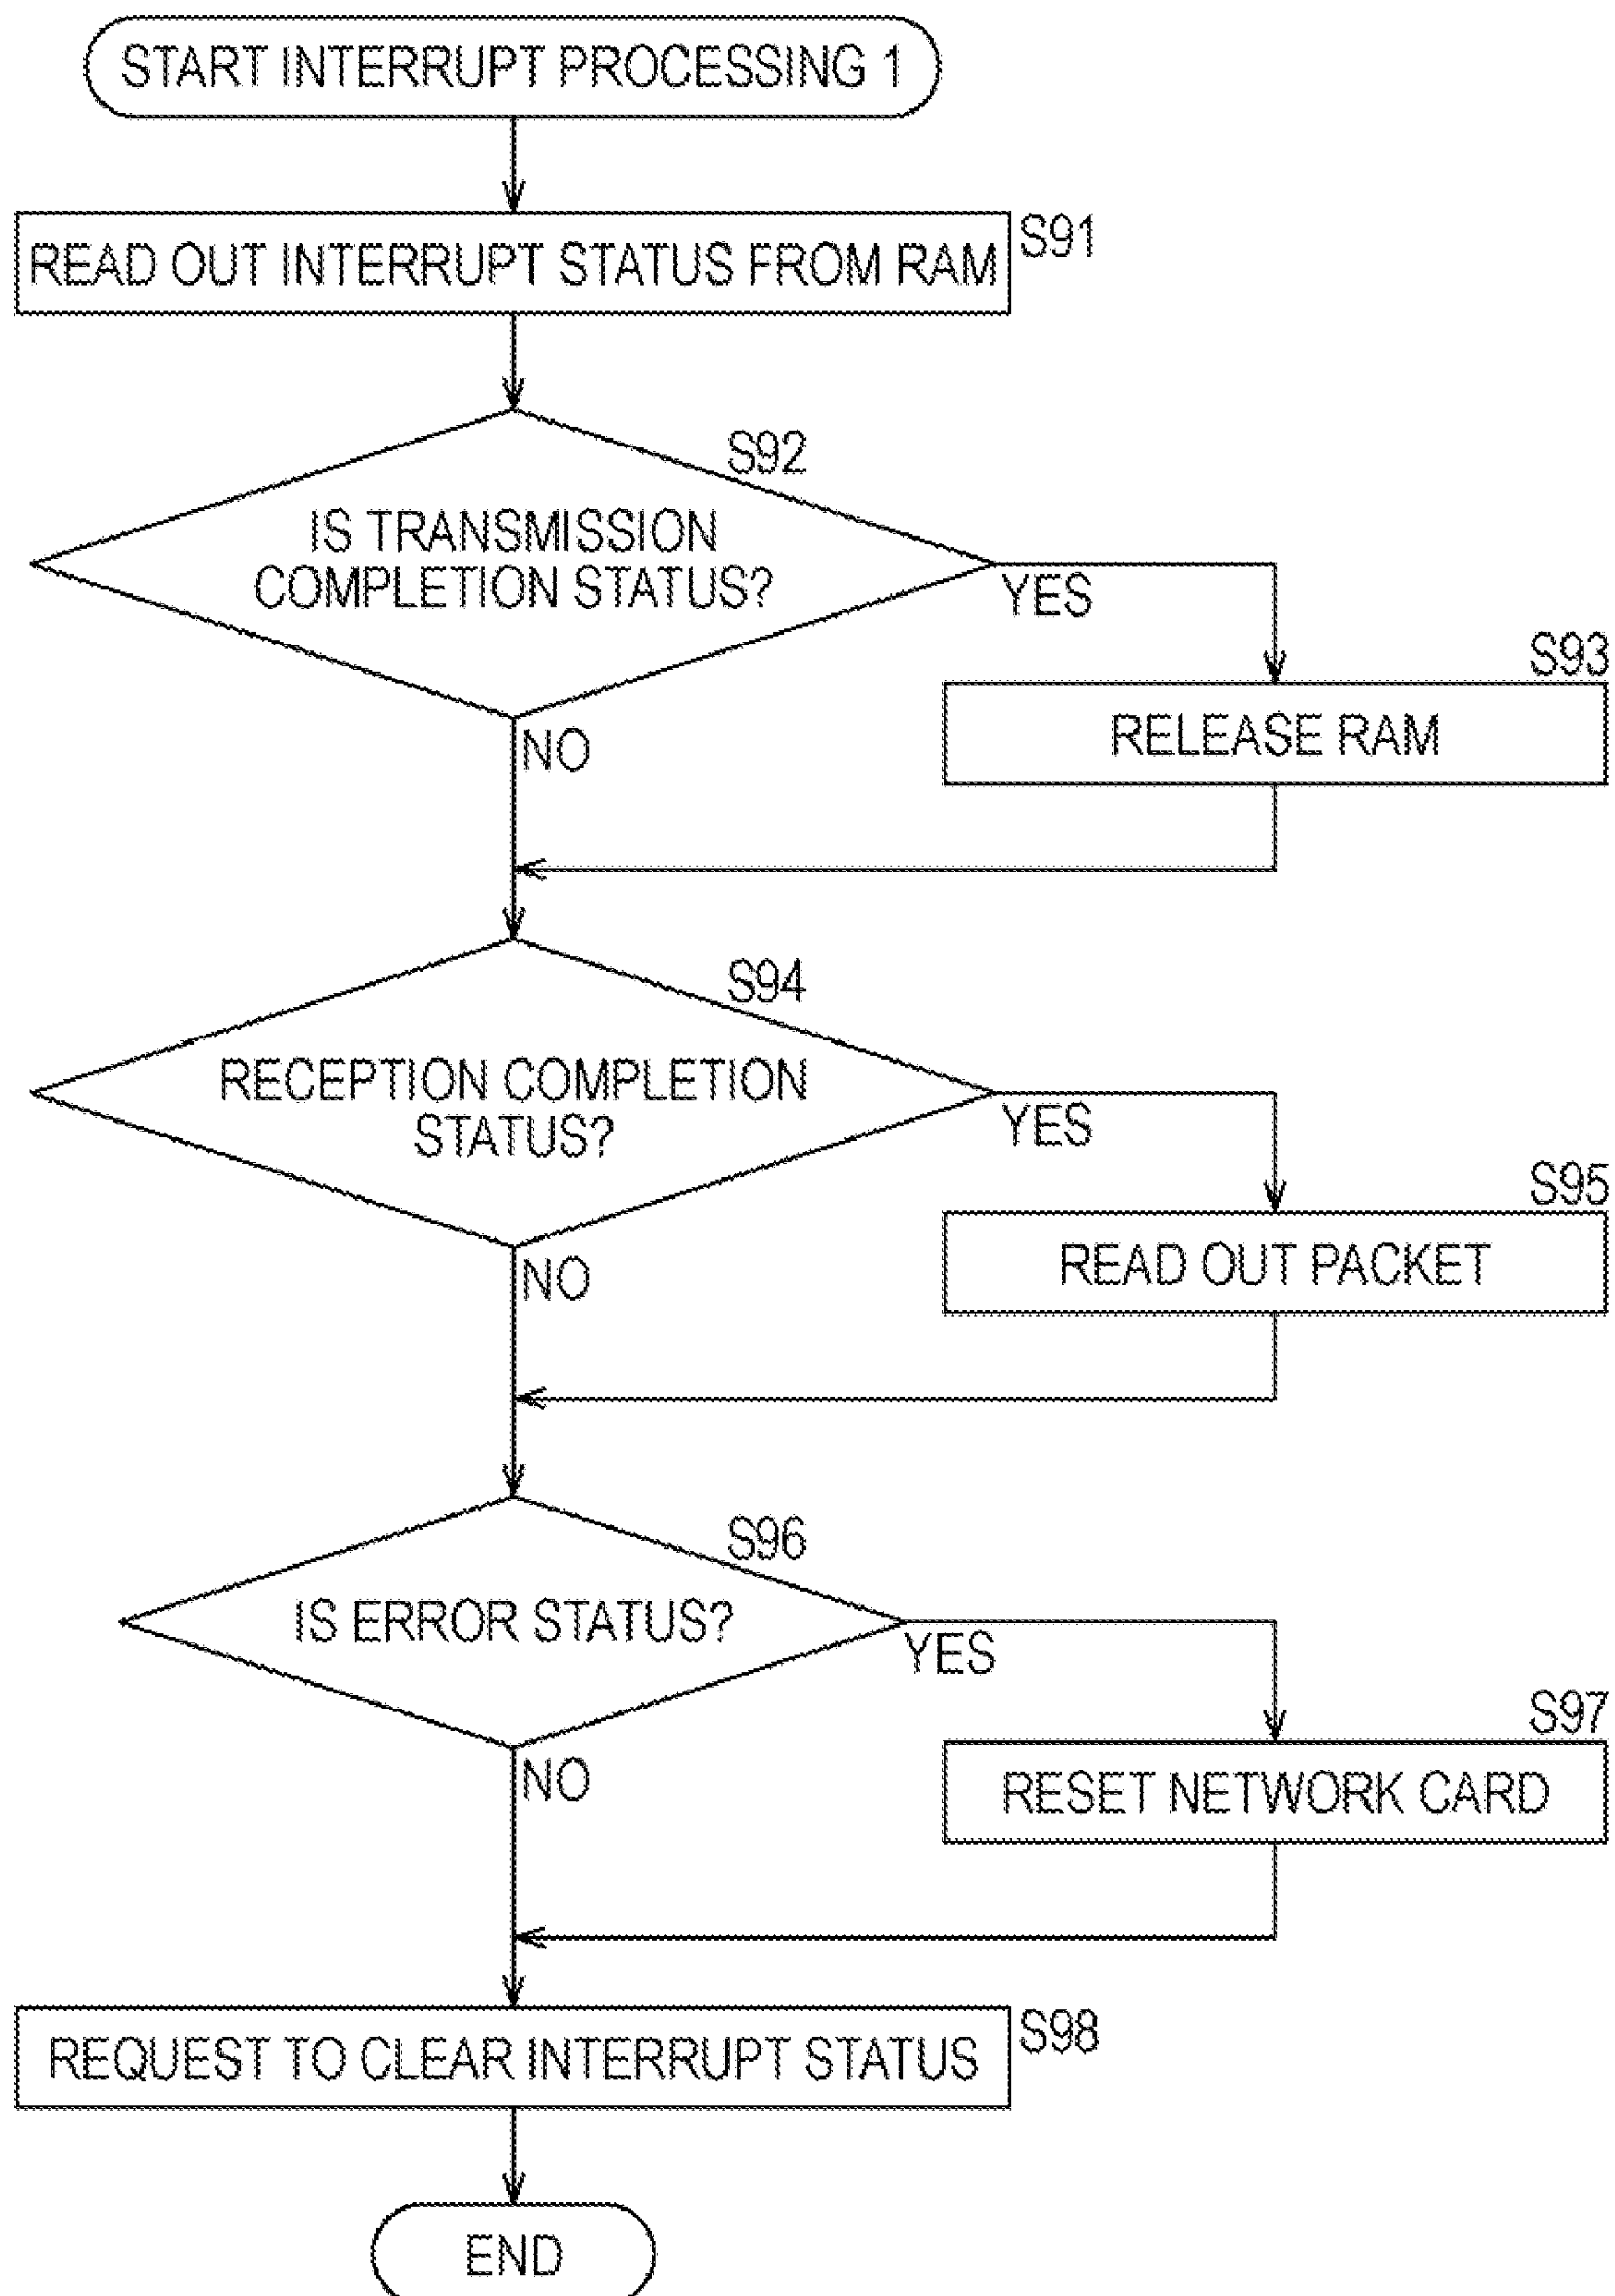 START INTERRUPT PROCESSING 1
READ OUT INTERRUPT STATUS FROM RAM
S91
S92
IS TRANSMISSION
COMPLETION STATUS?
YES
S93
RELEASE RAM
NO
S94
RECEPTION COMPLETION
STATUS?
YES
S95
READ OUT PACKET
NO
S96
IS ERROR STATUS?
YES
S97
RESET NETWORK CARD
NO
REQUEST TO CLEAR INTERRUPT STATUS
S98
END